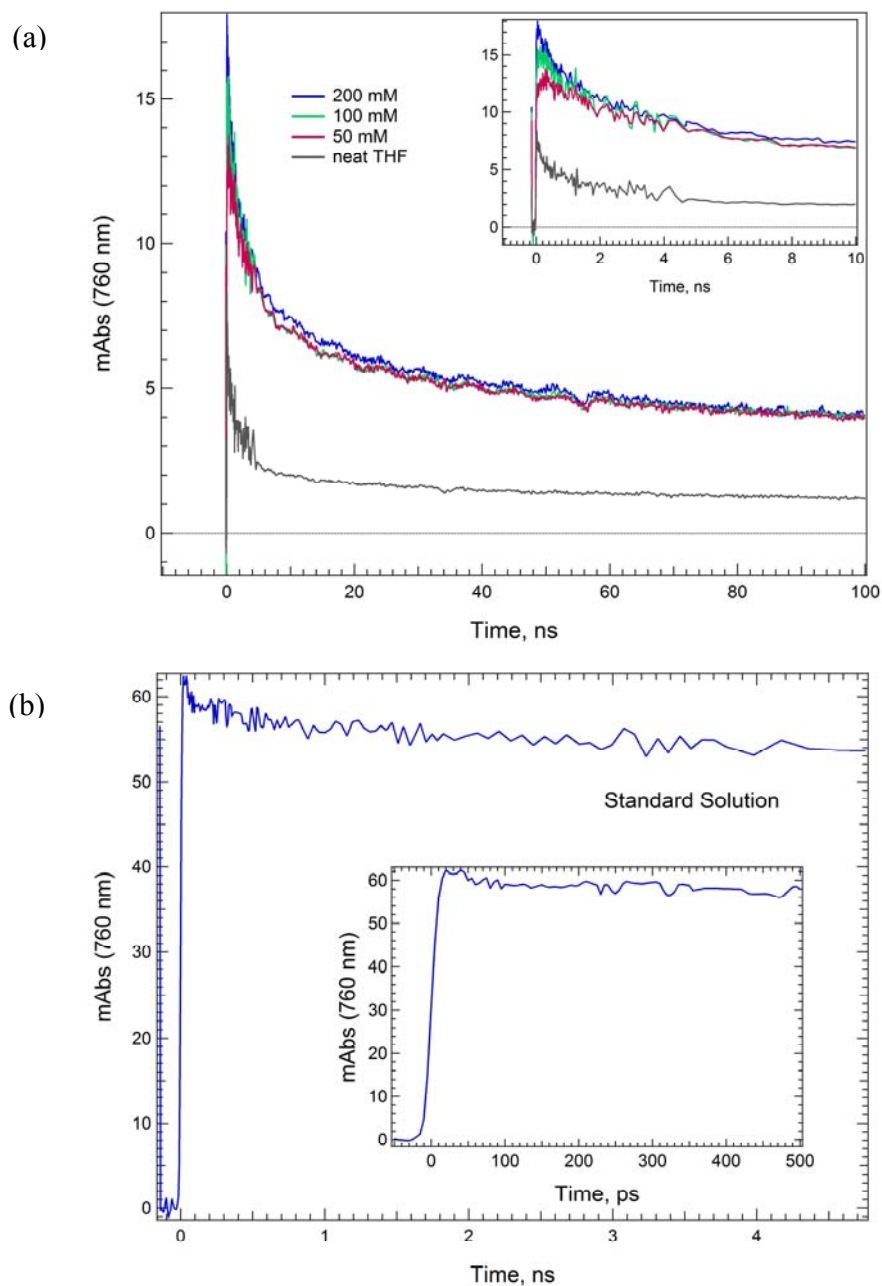 (a)
mAbs (760 nm)
15
10
5
0
200 mM
100 mM
50 mM
neat THF
15
10
5
0
0 2 4 6 8 10
Time, ns
0 20 40 60 80 100
Time, ns
(b)
mAbs (760 nm)
60
50
40
30
20
10
0
Standard Solution
mAbs (760 nm)
60
50
40
30
20
10
0
0 100 200 300 400 500
Time, ps
0 1 2 3 4
Time, ns